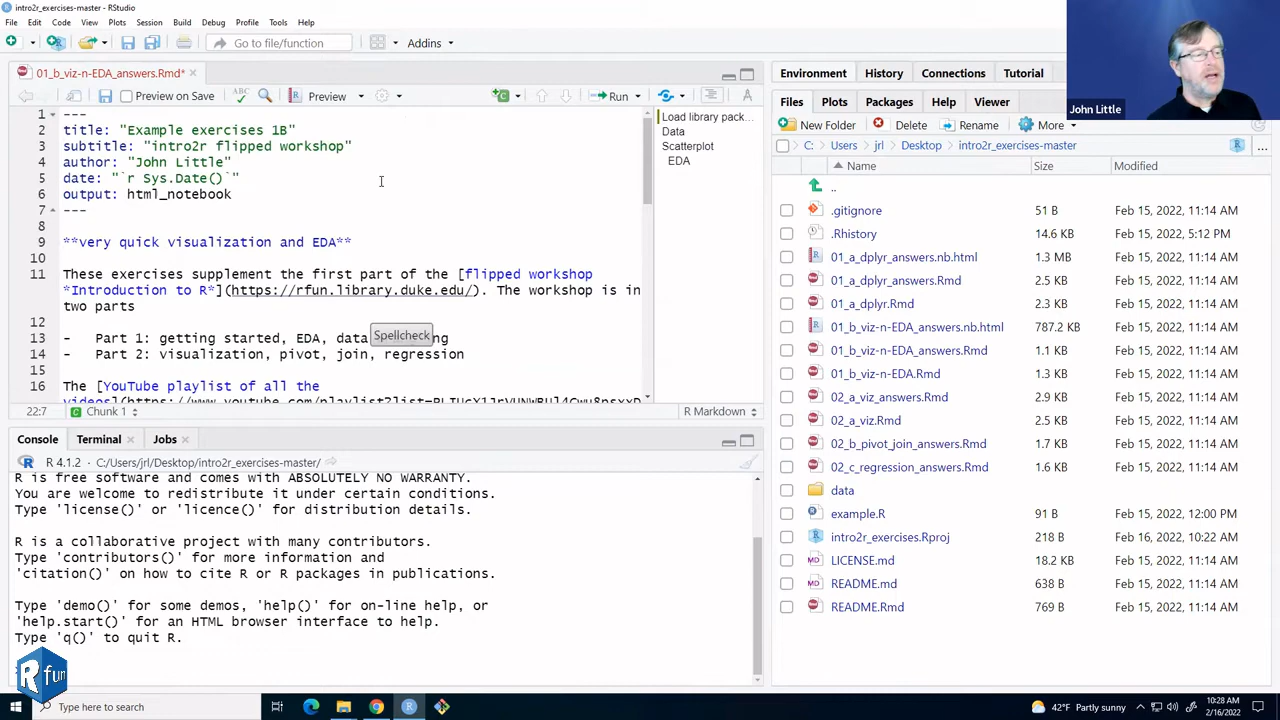 intro2r_exercises-master - RStudio
File Edit Code View Plots Session Build Debug Profile Tools Help
Go to file/function
Addins
01_b_viz-n-EDA_answers.Rmd*
Preview on Save
Preview
Run
1 ---
2 title: "Example exercises 1B"
3 subtitle: "intro2r flipped workshop"
4 author: "John Little"
5 date: "`r Sys.Date()`"
6 output: html_notebook
7 ---
8
9 **very quick visualization and EDA**
10
11 These exercises supplement the first part of the [flipped workshop
*Introduction to R*](https://rfun.library.duke.edu/). The workshop is in
two parts
12
13 - Part 1: getting started, EDA, data
Spellcheck
14 - Part 2: visualization, pivot, join, regression
15
16 The [YouTube playlist of all the
Load library pack...
Data
Scatterplot
EDA
22:7
Chunk 1
R Markdown
Console Terminal Jobs
R 4.1.2 · C:/Users/jrl/Desktop/intro2r_exercises-master/
R is free software and comes with ABSOLUTELY NO WARRANTY.
You are welcome to redistribute it under certain conditions.
Type 'license()' or 'licence()' for distribution details.
R is a collaborative project with many contributors.
Type 'contributors()' for more information and
'citation()' on how to cite R or R packages in publications.
Type 'demo()' for some demos, 'help()' for on-line help, or
'help.start()' for an HTML browser interface to help.
Type 'q()' to quit R.
R fun
Environment History Connections Tutorial
Files Plots Packages Help Viewer
New Folder Delete Rename More
C: Users jrl Desktop intro2r_exercises-master
Name Size Modified
..
.gitignore 51 B Feb 15, 2022, 11:14 AM
.Rhistory 14.6 KB Feb 15, 2022, 5:12 PM
01_a_dplyr_answers.nb.html 1.3 MB Feb 15, 2022, 11:14 AM
01_a_dplyr_answers.Rmd 2.5 KB Feb 15, 2022, 11:14 AM
01_a_dplyr.Rmd 2.3 KB Feb 15, 2022, 11:14 AM
01_b_viz-n-EDA_answers.nb.html 787.2 KB Feb 15, 2022, 11:14 AM
01_b_viz-n-EDA_answers.Rmd 1.1 KB Feb 15, 2022, 11:14 AM
01_b_viz-n-EDA.Rmd 1.3 KB Feb 15, 2022, 11:14 AM
02_a_viz_answers.Rmd 2.9 KB Feb 15, 2022, 11:14 AM
02_a_viz.Rmd 2.5 KB Feb 15, 2022, 11:14 AM
02_b_pivot_join_answers.Rmd 1.7 KB Feb 15, 2022, 11:14 AM
02_c_regression_answers.Rmd 1.6 KB Feb 15, 2022, 11:14 AM
data
example.R 91 B Feb 15, 2022, 12:00 PM
intro2r_exercises.Rproj 218 B Feb 16, 2022, 10:22 AM
LICENSE.md 18.2 KB Feb 15, 2022, 11:14 AM
README.md 638 B Feb 15, 2022, 11:14 AM
README.Rmd 769 B Feb 15, 2022, 11:14 AM
John Little
Type here to search
42°F Partly sunny
10:28 AM
2/16/2022